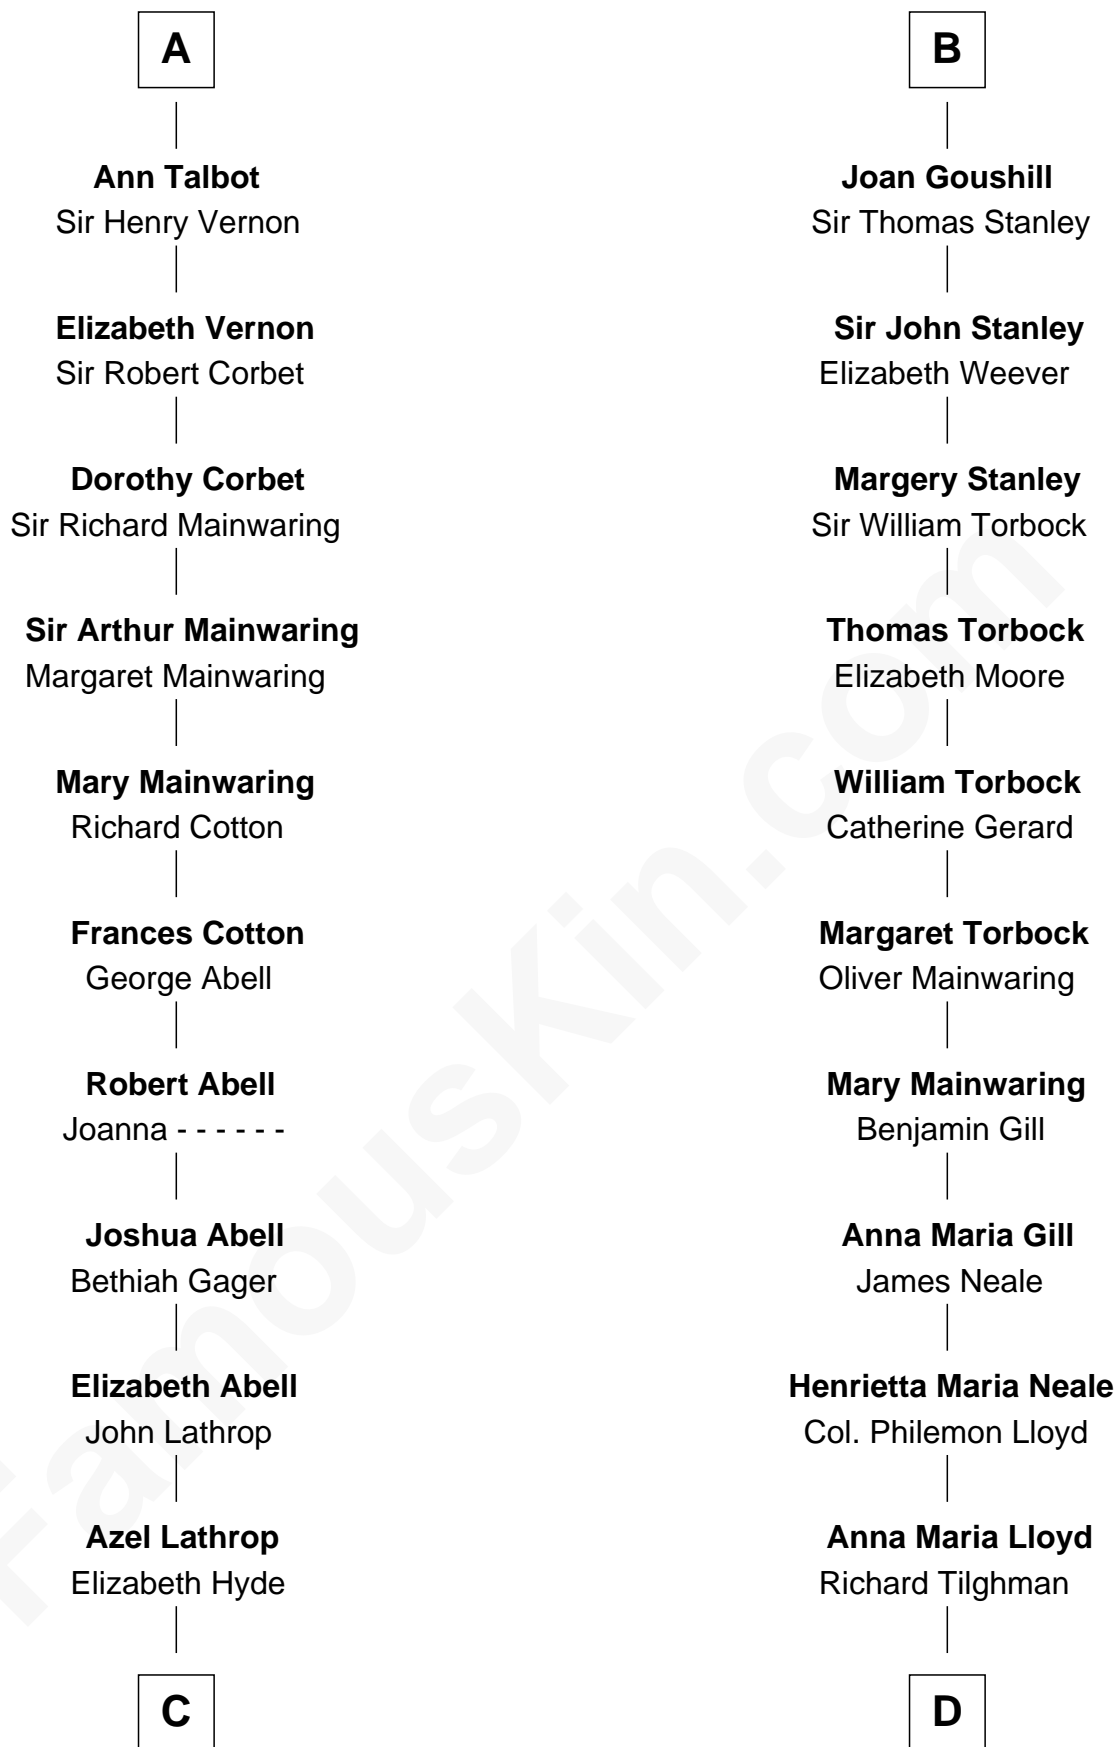 A
Ann Talbot
Sir Henry Vernon
Elizabeth Vernon
Sir Robert Corbet
Dorothy Corbet
Sir Richard Mainwaring
Sir Arthur Mainwaring
Margaret Mainwaring
Mary Mainwaring
Richard Cotton
Frances Cotton
George Abell
Robert Abell
Joanna - - - - - -
Joshua Abell
Bethiah Gager
Elizabeth Abell
John Lathrop
Azel Lathrop
Elizabeth Hyde
C
B
Joan Goushill
Sir Thomas Stanley
Sir John Stanley
Elizabeth Weever
Margery Stanley
Sir William Torbock
Thomas Torbock
Elizabeth Moore
William Torbock
Catherine Gerard
Margaret Torbock
Oliver Mainwaring
Mary Mainwaring
Benjamin Gill
Anna Maria Gill
James Neale
Henrietta Maria Neale
Col. Philemon Lloyd
Anna Maria Lloyd
Richard Tilghman
D
FamousKin.com